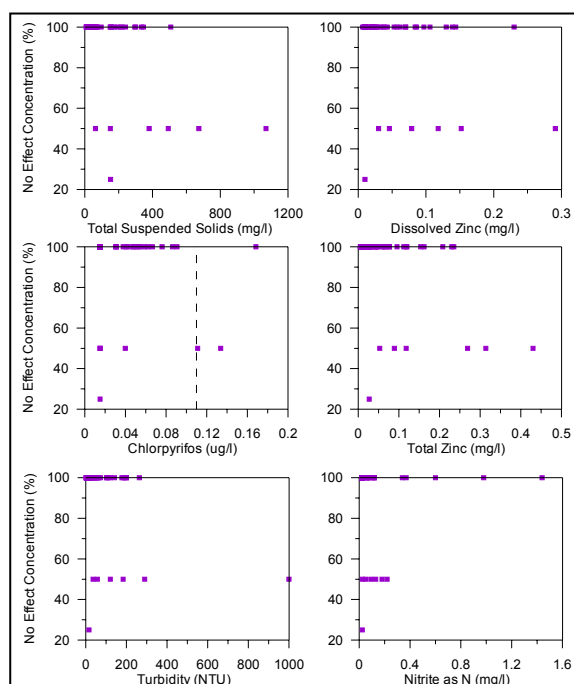 No Effect Concentration (%)
100
80
60
40
20
0 400 800 1200
Total Suspended Solids (mg/l)
100
80
60
40
20
0 0.1 0.2 0.3
Dissolved Zinc (mg/l)
No Effect Concentration (%)
100
80
60
40
20
0 0.04 0.08 0.12 0.16 0.2
Chlorpyrifos (ug/l)
100
80
60
40
20
0 0.1 0.2 0.3 0.4 0.5
Total Zinc (mg/l)
No Effect Concentration (%)
100
80
60
40
20
0 200 400 600 800 1000
Turbidity (NTU)
100
80
60
40
20
0 0.4 0.8 1.2 1.6
Nitrite as N (mg/l)